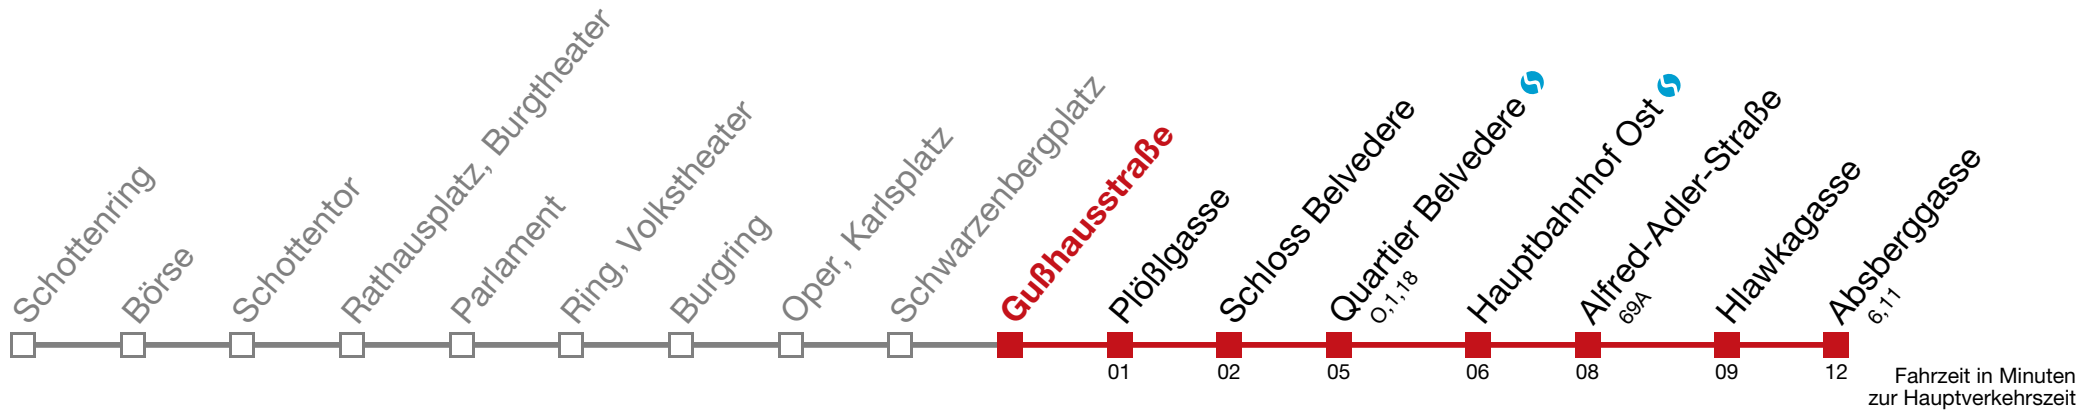 Schottenring
Börse
Schottentor
Rathausplatz, Burgtheater
Parlament
Ring, Volkstheater
Burgring
Oper, Karlsplatz
Schwarzenbergplatz
Gußhausstraße
Plößlgasse
Schloss Belvedere
Quartier Belvedere
O,1,18
Hauptbahnhof Ost
Alfred-Adler-Straße
69A
Hlawkagasse
Absberggasse
6,11
01
02
05
06
08
09
12
Fahrzeit in Minuten
zur Hauptverkehrszeit